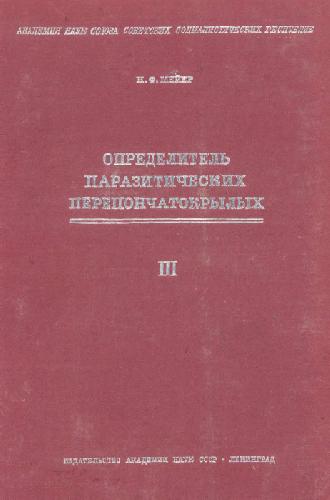 АКАДЕМИЯ НАУК СОЮЗА СОВЕТСКИХ СОЦИАЛИСТИЧЕСКИХ РЕСПУБЛИК
Н. Ф. МЕЙЕР
ОПРЕДЕЛИТЕЛЬ
ПАРАЗИТИЧЕСКИХ
ПЕРЕПОНЧАТОКРЫЛЫХ
III
ИЗДАТЕЛЬСТВО АКАДЕМИИ НАУК СССР · ЛЕНИНГРАД